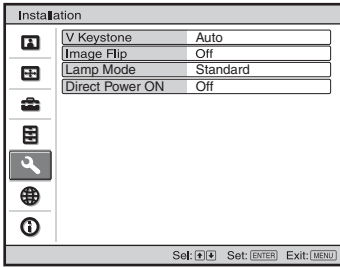 Installation
V Keystone Auto
Image Flip Off
Lamp Mode Standard
Direct Power ON Off
Sel: Set: ENTER Exit: MENU